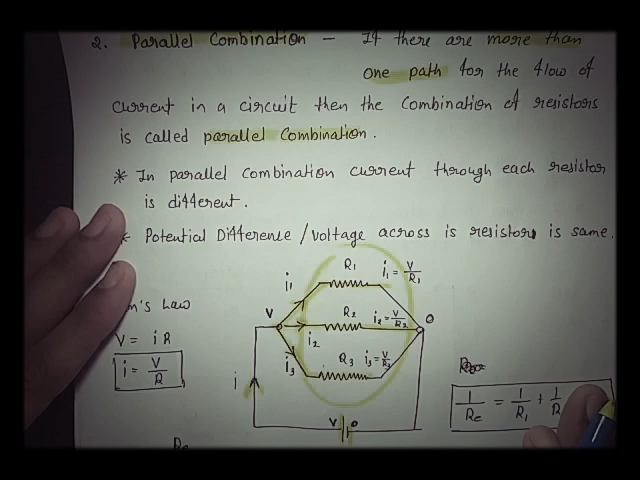 2. Parallel Combination – If there are more than
one path for the flow of
current in a circuit then the combination of resistors
is called parallel combination.
* In parallel combination current through each resistor
is different.
* Potential Difference / voltage across is resistor is same.
R1
i1 = V/R1
i1
's Law
V
R2
i2 = V/R2
O
i2
V = iR
R3
i3 = V/R3
i3
i = V/R
i
1/Re = 1/R1 + 1/R
V
O